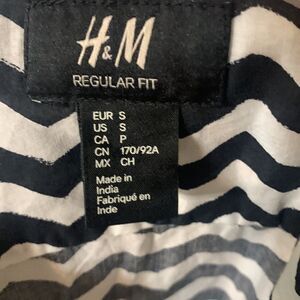 H&M
REGULAR FIT
EUR S
US S
CA P
CN 170/92A
MX CH
Made in
India
Fabriqué en
Inde